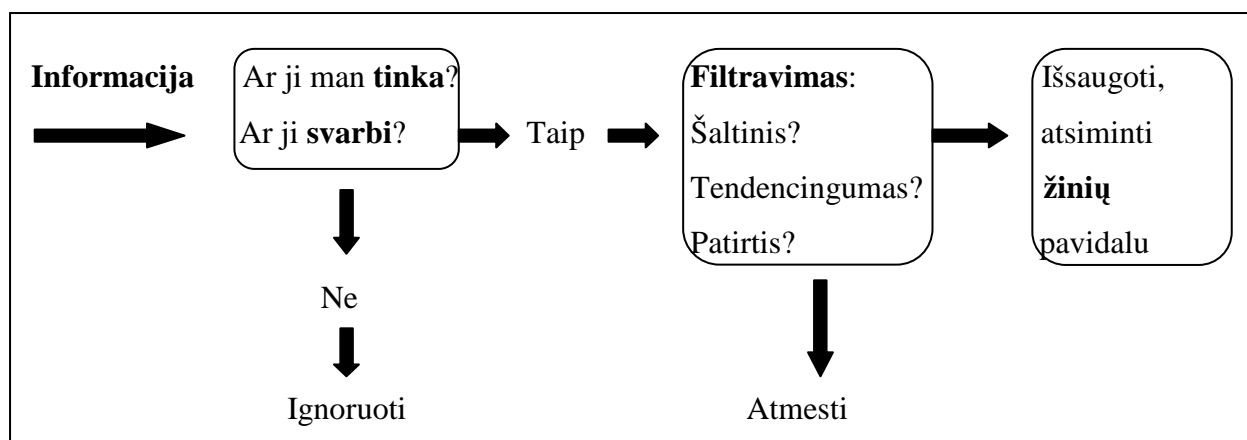 Informacija
Ar ji man tinka?
Ar ji svarbi?
Taip
Filtravimas:
Šaltinis?
Tendencingumas?
Patirtis?
Išsaugoti,
atsiminti
žinių
pavidalu
Ne
Ignoruoti
Atmesti